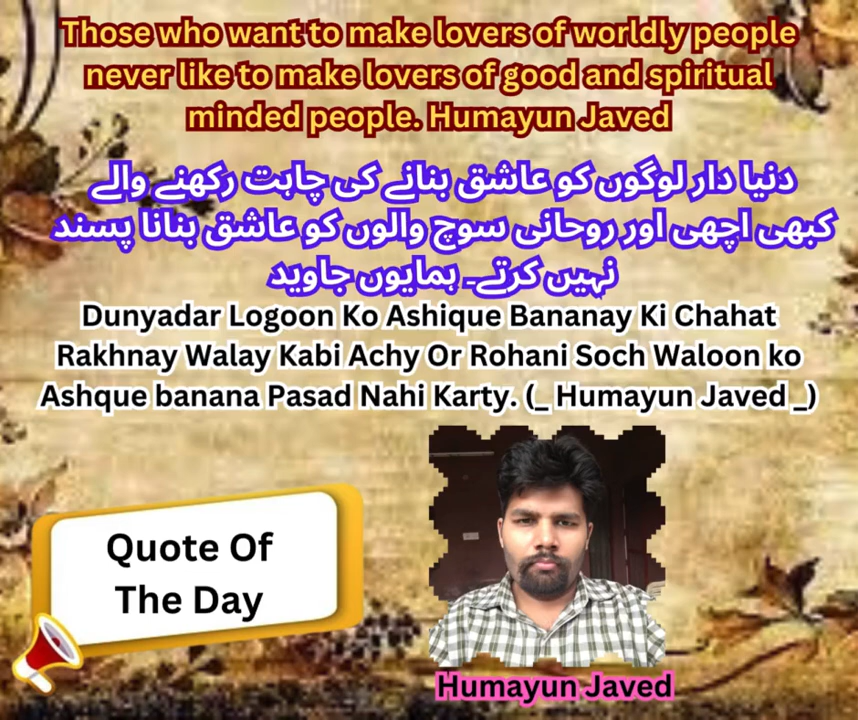 Those who want to make lovers of worldly people
never like to make lovers of good and spiritual
minded people. Humayun Javed
دنیا دار لوگوں کو عاشق بنانے کی چاہت رکھنے والے
کبھی اچھی اور روحانی سوچ والوں کو عاشق بنانا پسند
نہیں کرتے۔ ہمایوں جاوید
Dunyadar Logoon Ko Ashique Bananay Ki Chahat
Rakhnay Walay Kabi Achy Or Rohani Soch Waloon ko
Ashque banana Pasad Nahi Karty. (_ Humayun Javed _)
Quote Of
The Day
Humayun Javed